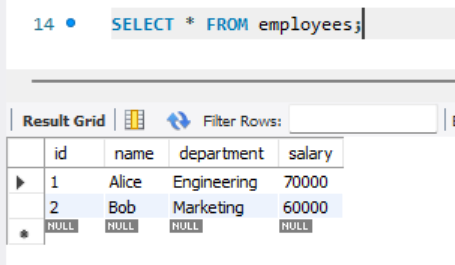 14 SELECT * FROM employees;
Result Grid Filter Rows:
id name department salary
1 Alice Engineering 70000
2 Bob Marketing 60000
NULL NULL NULL NULL